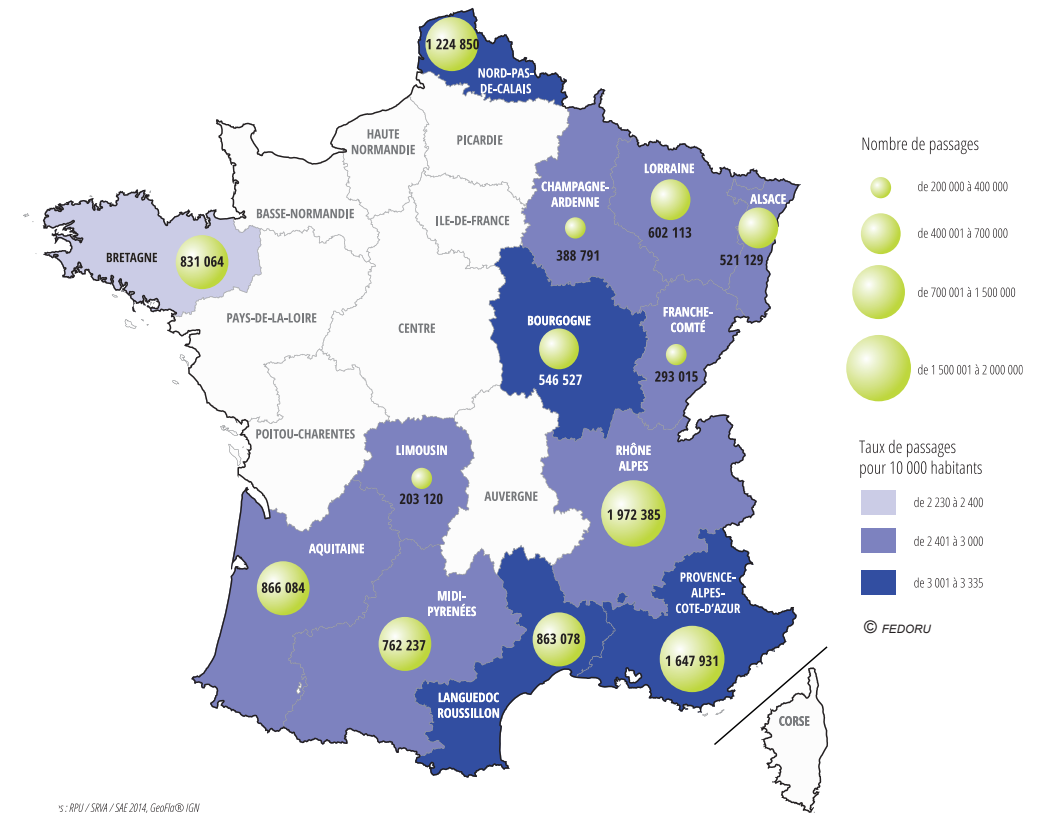 1 224 850
NORD-PAS-
DE-CALAIS
HAUTE
NORMANDIE
PICARDIE
CHAMPAGNE-
ARDENNE
388 791
LORRAINE
602 113
ALSACE
521 129
BASSE-NORMANDIE
ILE-DE-FRANCE
BRETAGNE
831 064
PAYS-DE-LA-LOIRE
CENTRE
BOURGOGNE
546 527
FRANCHE-
COMTÉ
293 015
POITOU-CHARENTES
LIMOUSIN
203 120
AUVERGNE
RHÔNE
ALPES
1 972 385
AQUITAINE
866 084
MIDI-
PYRENÉES
762 237
863 078
LANGUEDOC
ROUSSILLON
PROVENCE-
ALPES-
COTE-D'AZUR
1 647 931
CORSE
Nombre de passages
de 200 000 à 400 000
de 400 001 à 700 000
de 700 001 à 1 500 000
de 1 500 001 à 2 000 000
Taux de passages
pour 10 000 habitants
de 2 230 à 2 400
de 2 401 à 3 000
de 3 001 à 3 335
© FEDORU
: RPU / SRVA / SAE 2014, GeoFla® IGN